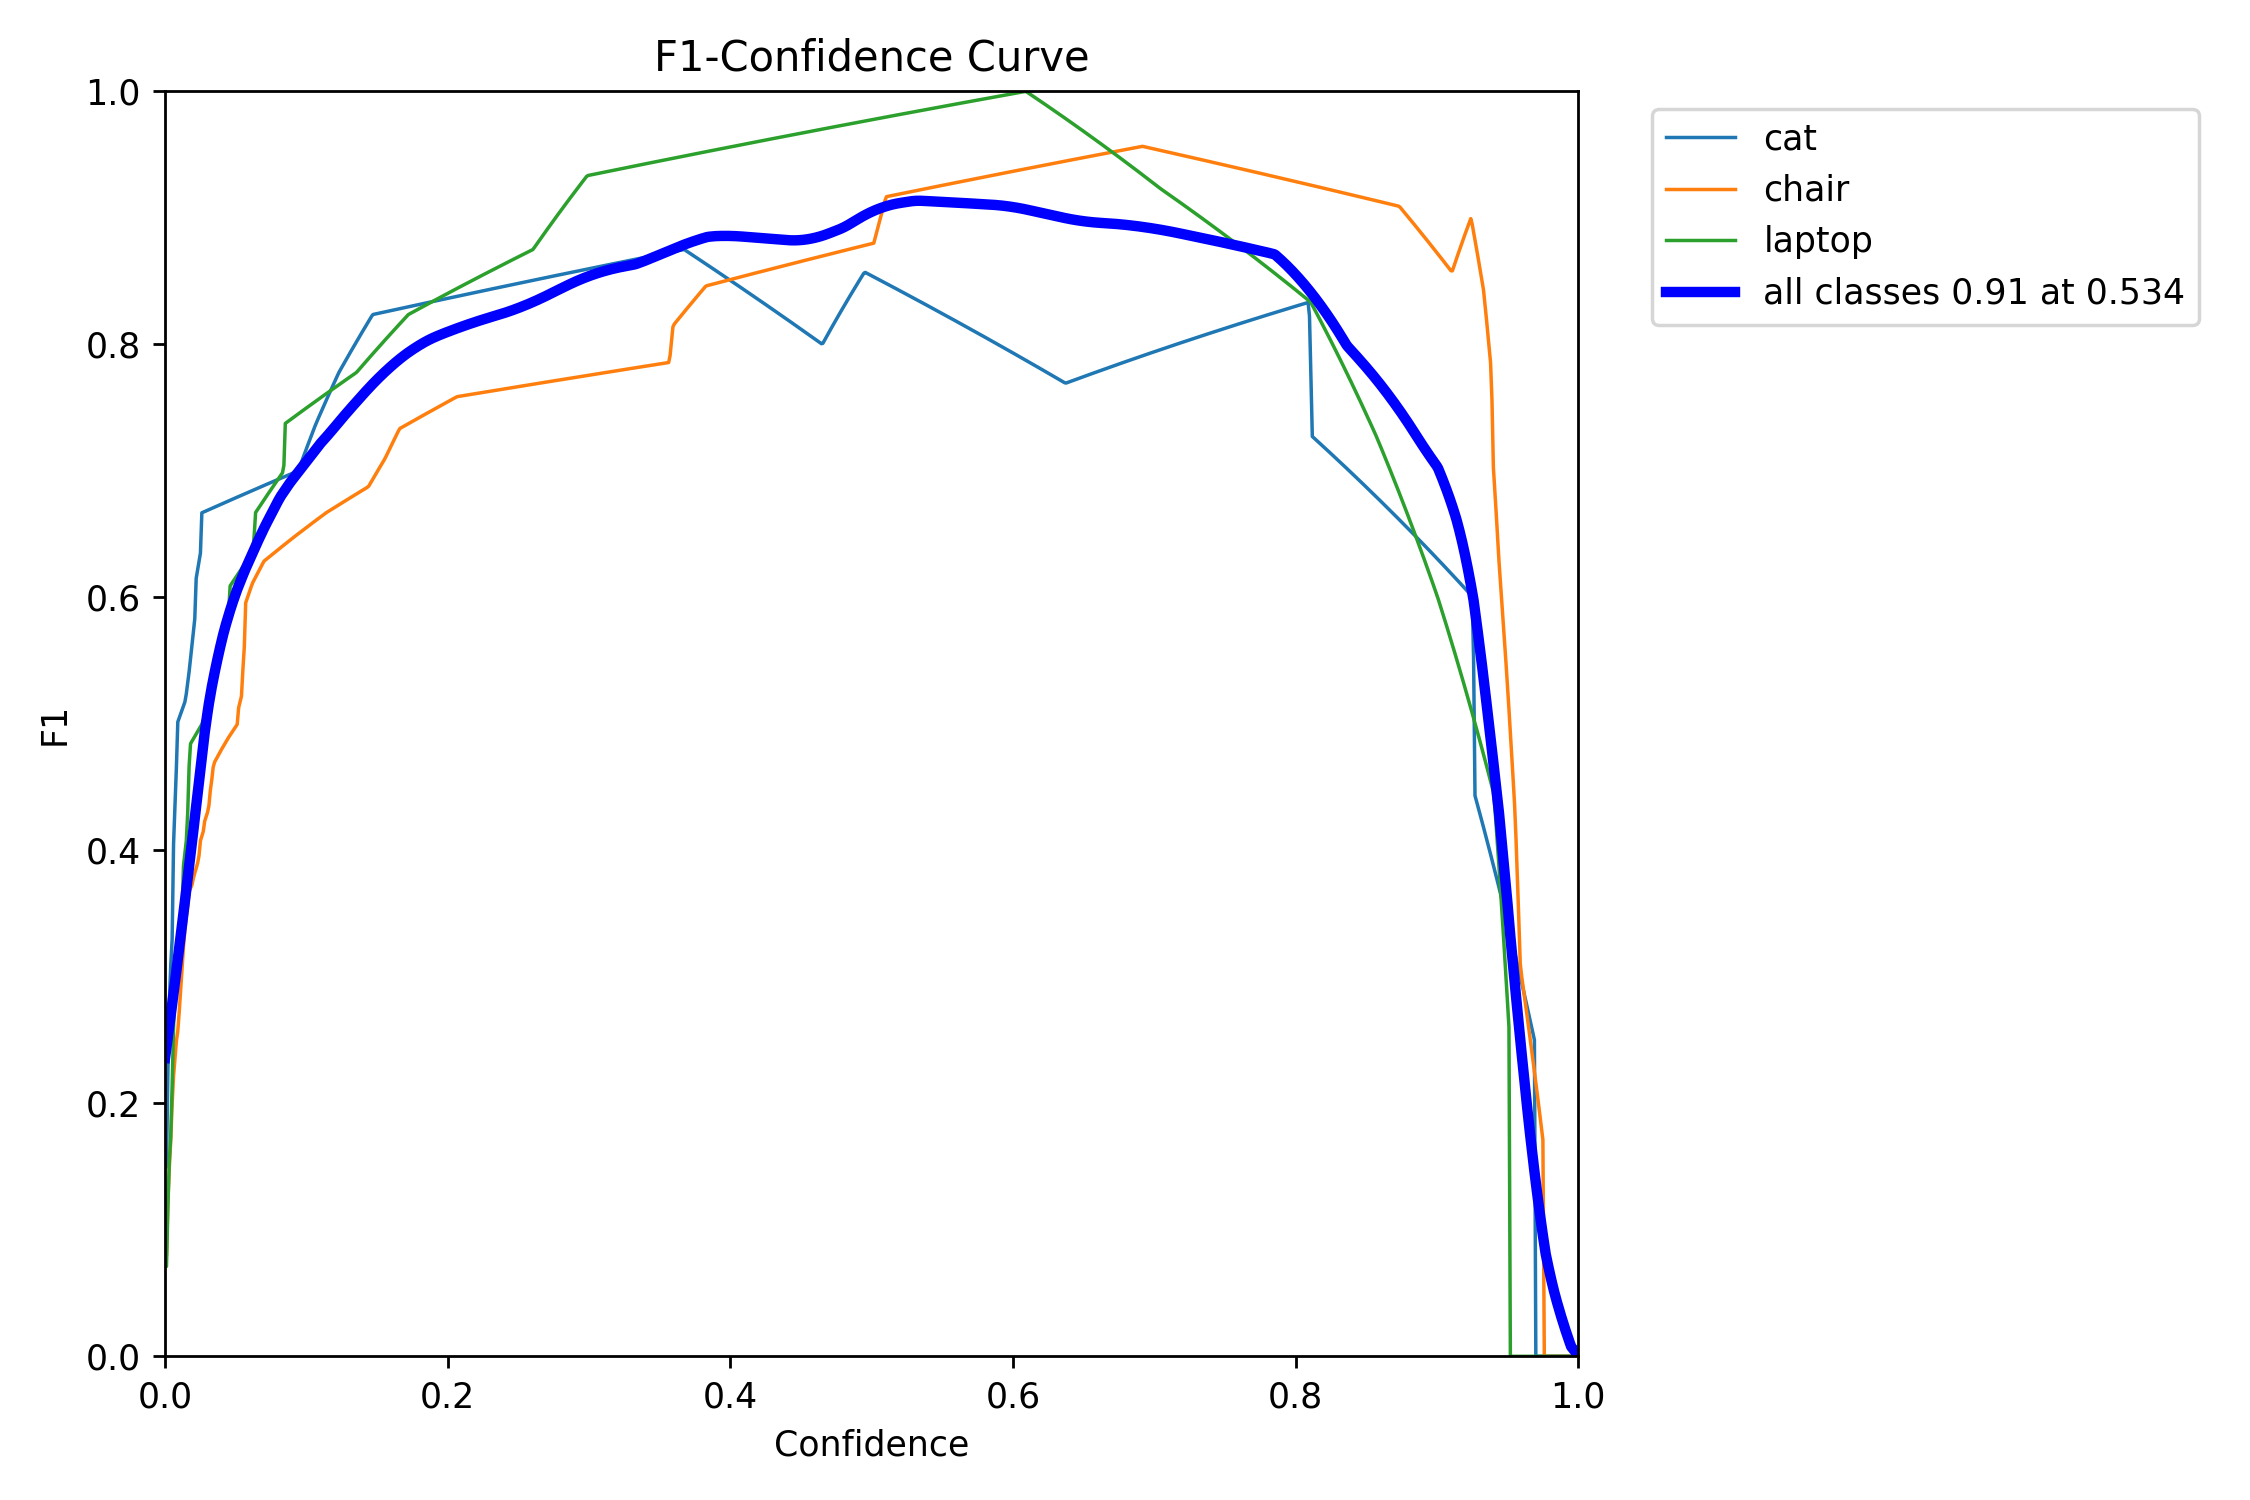 F1-Confidence Curve
1.0
0.8
0.6
0.4
0.2
0.0
F1
0.0 0.2 0.4 0.6 0.8 1.0
Confidence
cat
chair
laptop
all classes 0.91 at 0.534